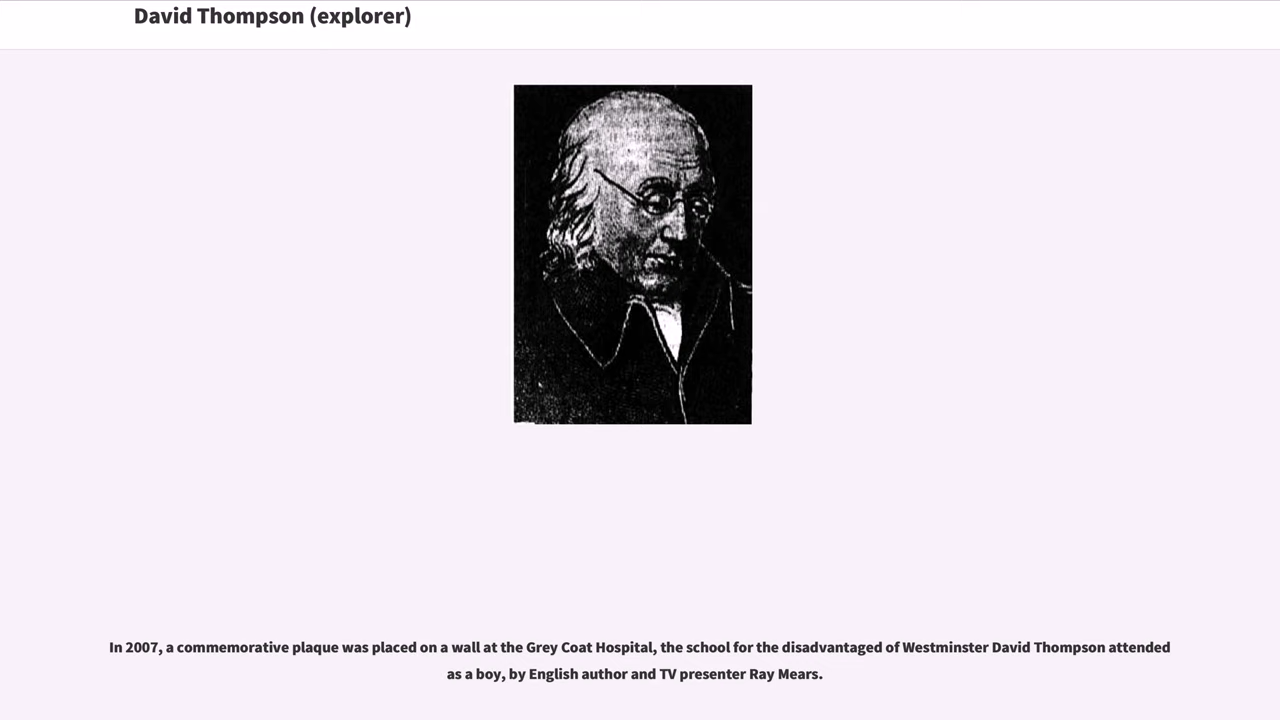 David Thompson (explorer)
In 2007, a commemorative plaque was placed on a wall at the Grey Coat Hospital, the school for the disadvantaged of Westminster David Thompson attended
as a boy, by English author and TV presenter Ray Mears.